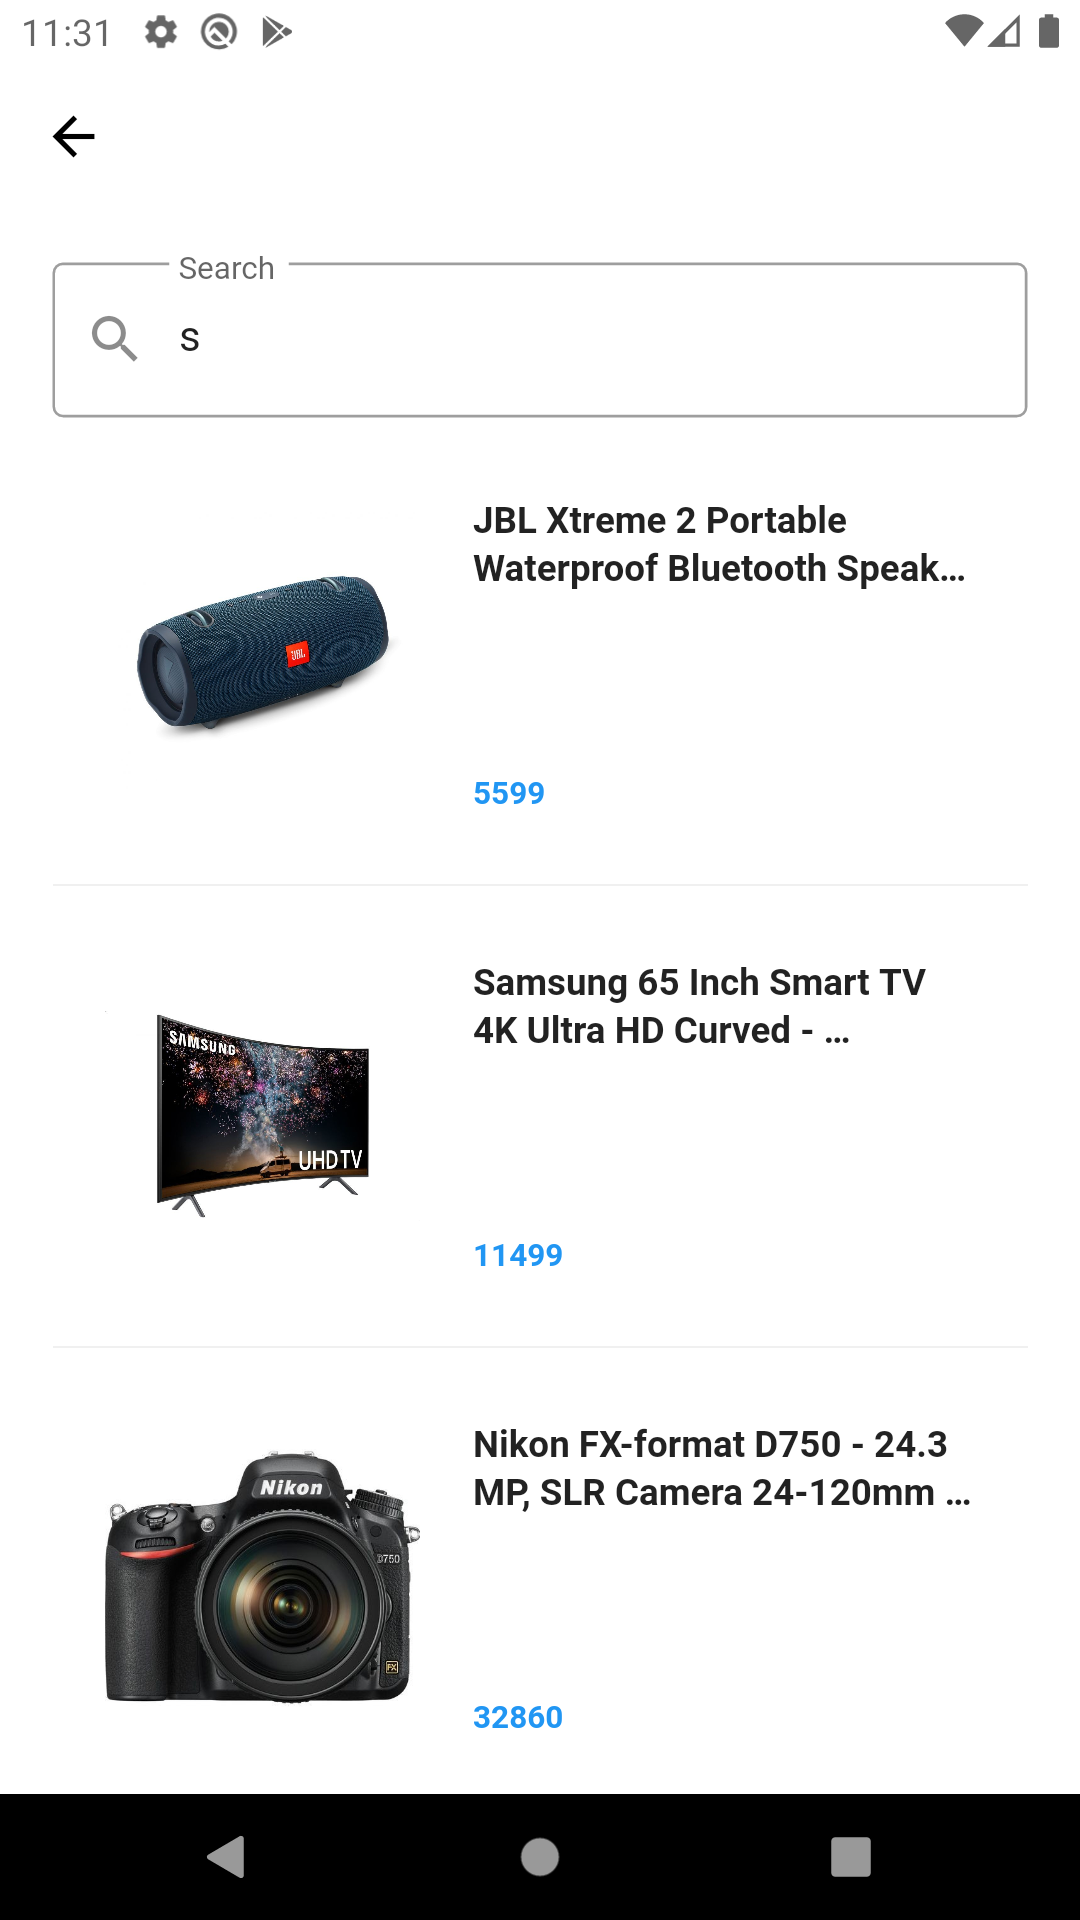 11:31
Search
s
JBL Xtreme 2 Portable
Waterproof Bluetooth Speak...
JBL
5599
Samsung 65 Inch Smart TV
4K Ultra HD Curved - ...
SAMSUNG
UHD TV
11499
Nikon FX-format D750 - 24.3
MP, SLR Camera 24-120mm ...
Nikon
D750
FX
32860